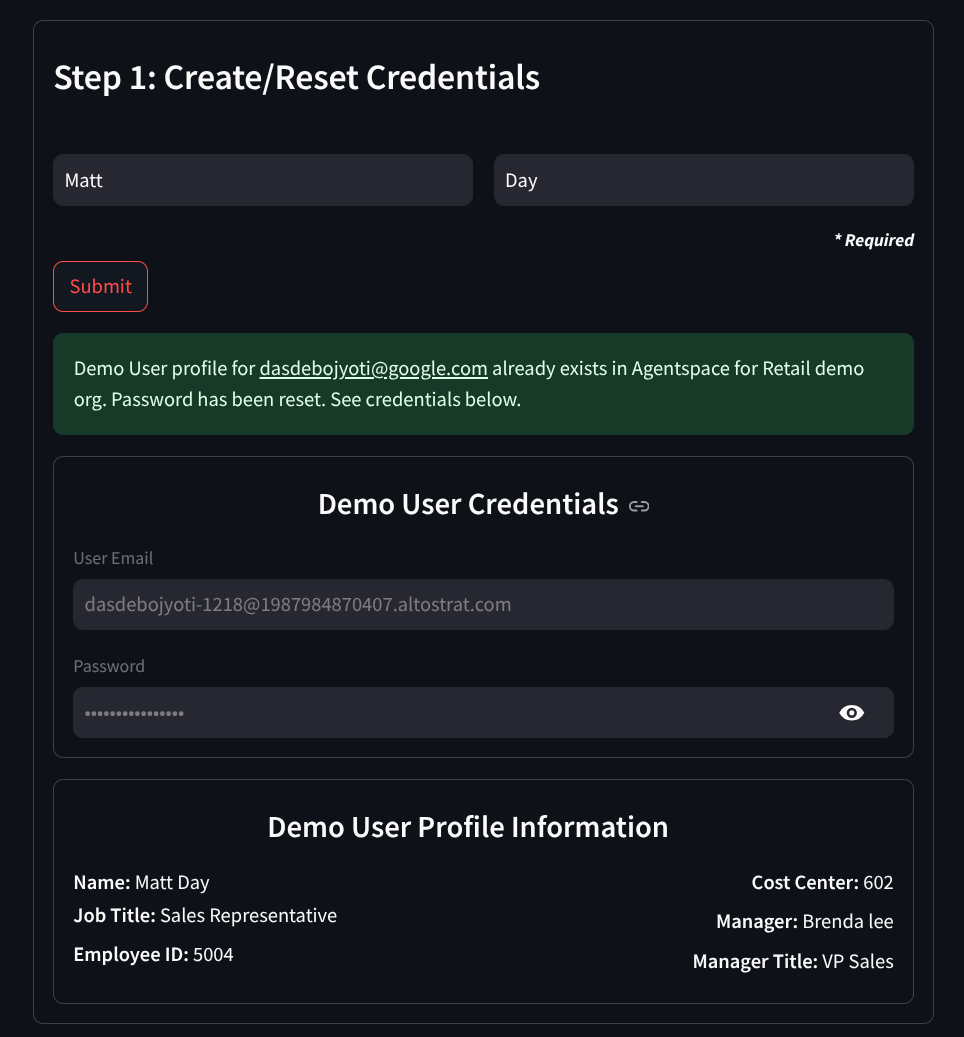 Step 1: Create/Reset Credentials
Matt
Day
* Required
Submit
Demo User profile for dasdebojyoti@google.com already exists in Agentspace for Retail demo
org. Password has been reset. See credentials below.
Demo User Credentials
User Email
dasdebojyoti-1218@1987984870407.altostrat.com
Password
••••••••••••••••
Demo User Profile Information
Name: Matt Day
Job Title: Sales Representative
Employee ID: 5004
Cost Center: 602
Manager: Brenda lee
Manager Title: VP Sales